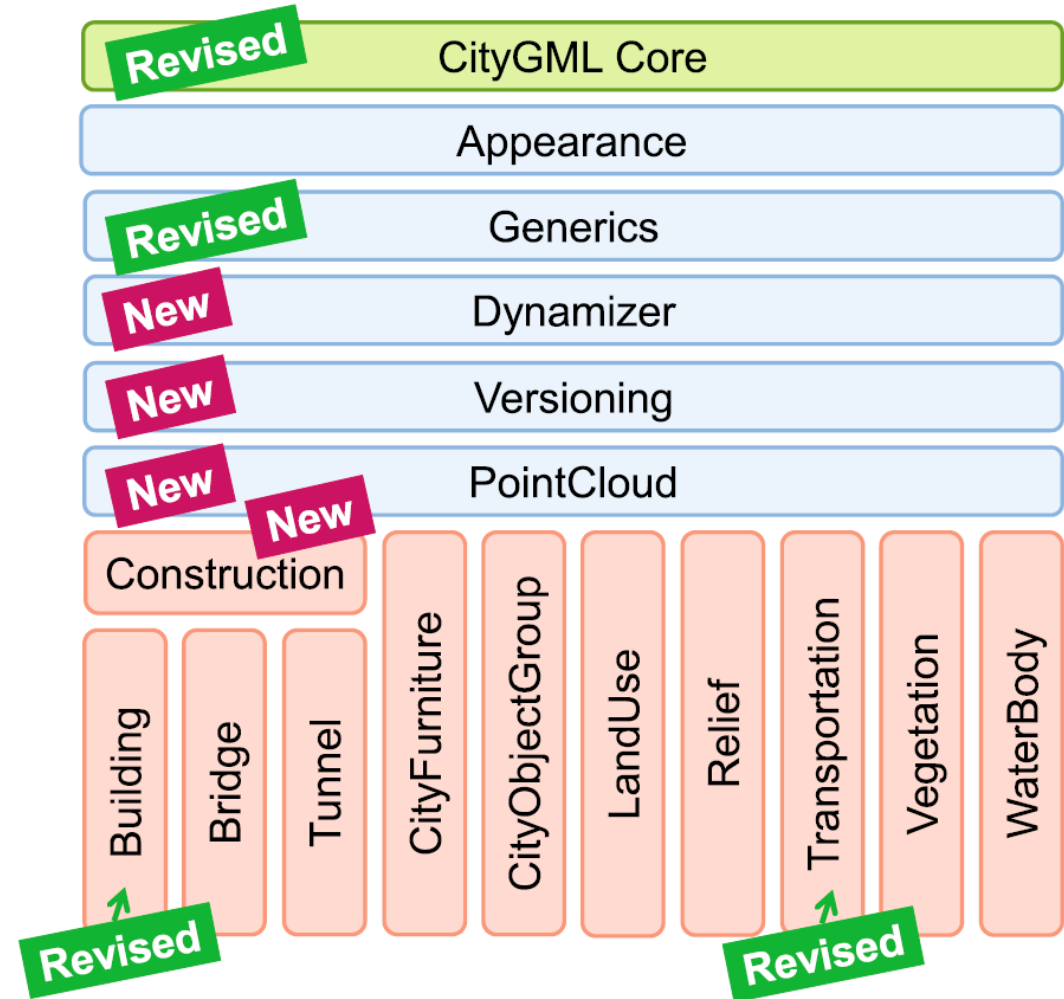 Revised
CityGML Core
Appearance
Revised
Generics
New
Dynamizer
New
Versioning
New
PointCloud
New
Construction
Building
Bridge
Tunnel
CityFurniture
CityObjectGroup
LandUse
Relief
Transportation
Vegetation
WaterBody
Revised
Revised